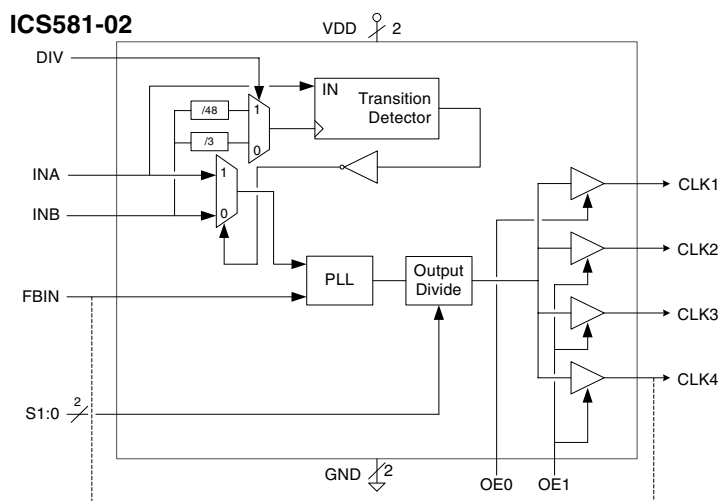 ICS581-02
VDD 2
DIV
IN
Transition
Detector
/48
1
/3
0
INA
1
INB
0
CLK1
CLK2
PLL
Output
Divide
FBIN
CLK3
CLK4
S1:0 2
GND 2
OE0 OE1